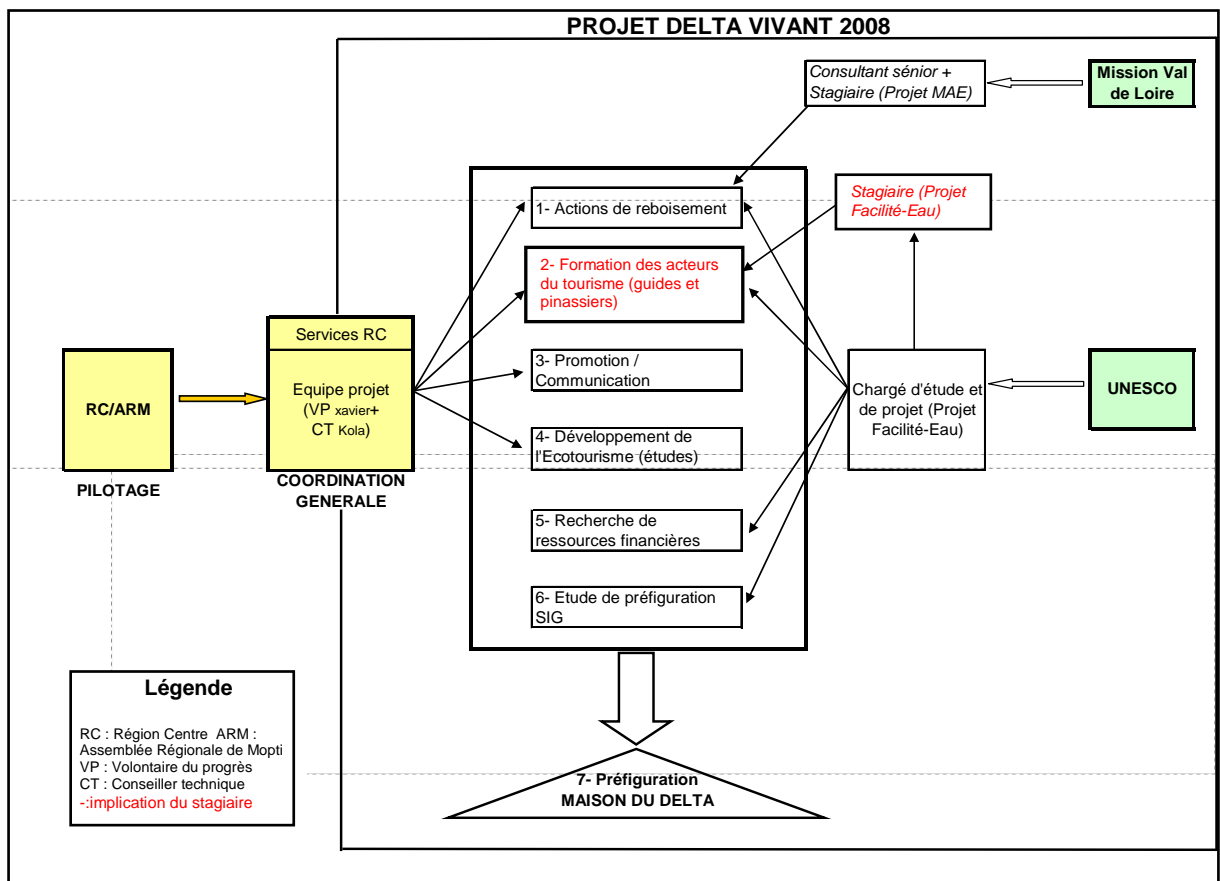 PROJET DELTA VIVANT 2008
Consultant sénior +
Stagiaire (Projet MAE)
Mission Val
de Loire
Stagiaire (Projet
Facilité-Eau)
1- Actions de reboisement
2- Formation des acteurs
du tourisme (guides et
pinassiers)
3- Promotion /
Communication
4- Développement de
l'Ecotourisme (études)
5- Recherche de
ressources financières
6- Etude de préfiguration
SIG
Services RC
Equipe projet
(VP xavier+
CT Kola)
COORDINATION
GENERALE
RC/ARM
PILOTAGE
Chargé d'étude et
de projet (Projet
Facilité-Eau)
UNESCO
7- Préfiguration
MAISON DU DELTA
Légende
RC : Région Centre ARM :
Assemblée Régionale de Mopti
VP : Volontaire du progrès
CT : Conseiller technique
-:implication du stagiaire